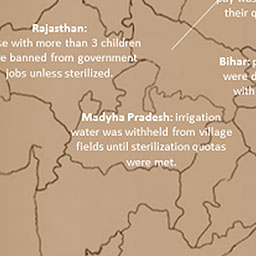 pay
their
Rajasthan:
with more than 3 children
banned from government
jobs unless sterilized.
Bihar:
were
with
Madyha Pradesh: irrigation
water was withheld from village
fields until sterilization quotas
were met.